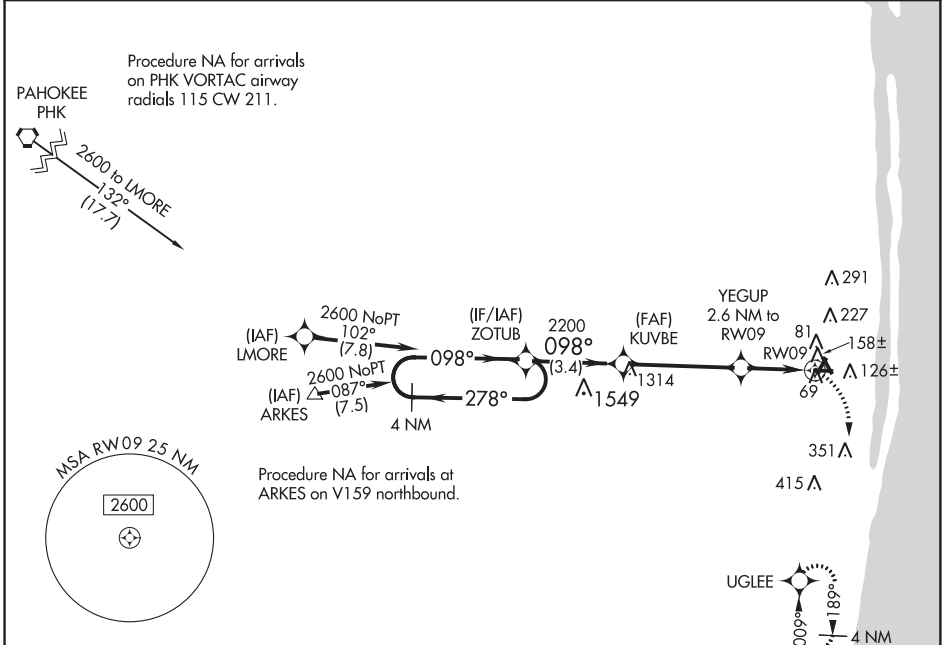 Procedure NA for arrivals
on PHK VORTAC airway
radials 115 CW 211.
PAHOKEE
PHK
2600 to LMORE
132°
(17.7)
291
YEGUP
2.6 NM to
RW09
227
(IF/IAF)
ZOTUB
2600 NoPT
102°
(7.8)
(IAF)
LMORE
2200
098°
(3.4)
(FAF)
KUVBE
81
158±
RW09
098°
2600 NoPT
087°
(7.5)
(IAF)
ARKES
1314
126±
69
278°
1549
4 NM
351
MSA RW09 25 NM
2600
Procedure NA for arrivals at
ARKES on V159 northbound.
415
UGLEE
189°
009°
4 NM